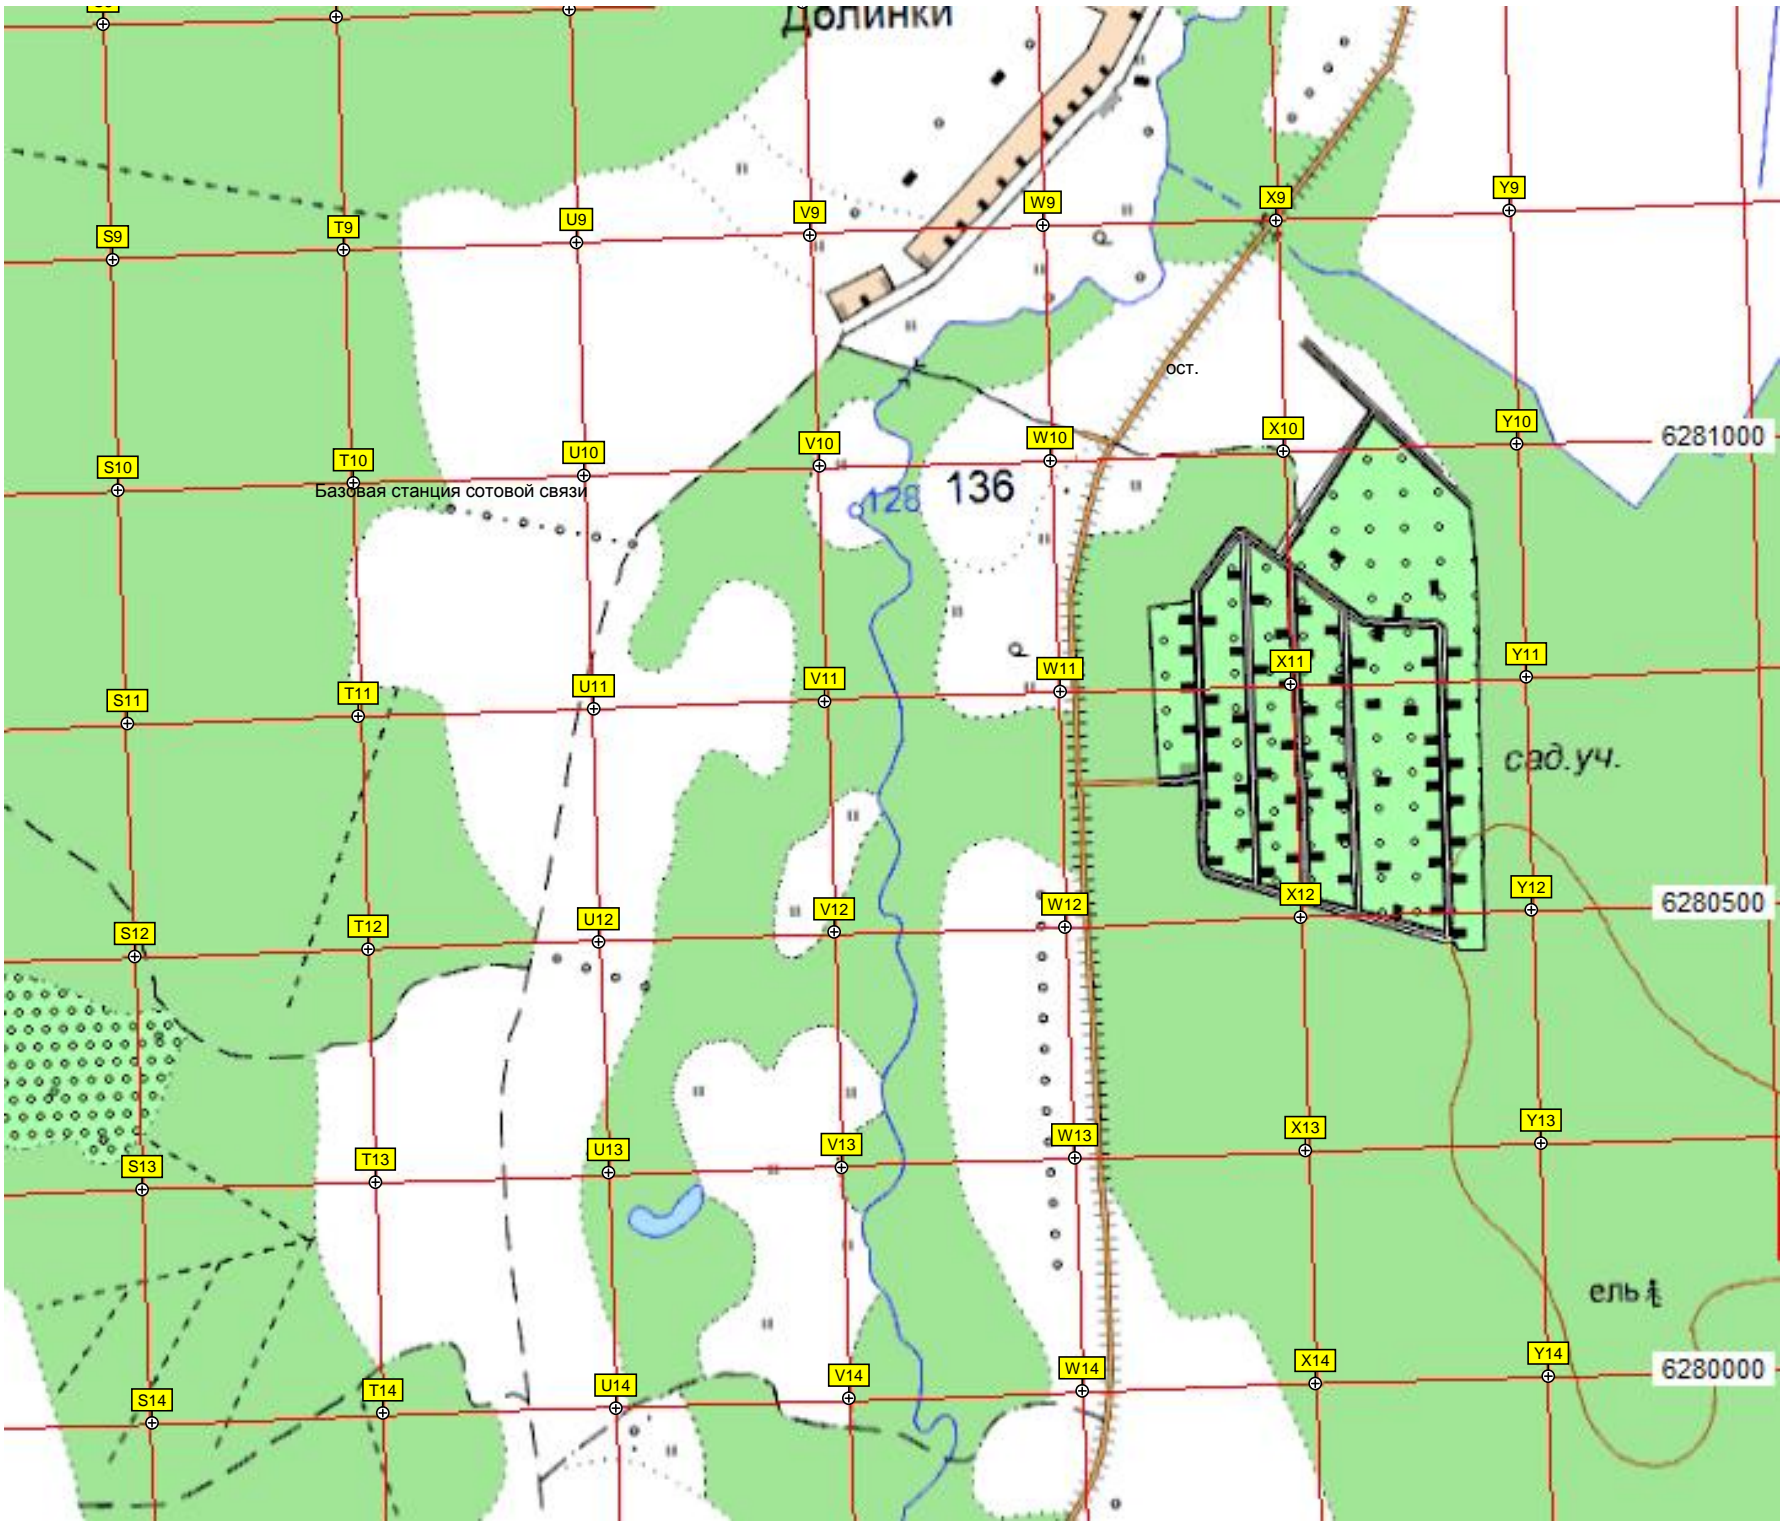 Долинки
S9
T9
U9
V9
W9
X9
Y9
ост.
S10
T10
U10
V10
W10
X10
Y10
6281000
Базовая станция сотовой связи
128
136
S11
T11
U11
V11
W11
X11
Y11
сад.уч.
S12
T12
U12
V12
W12
X12
Y12
6280500
S13
T13
U13
V13
W13
X13
Y13
ель
S14
T14
U14
V14
W14
X14
Y14
6280000